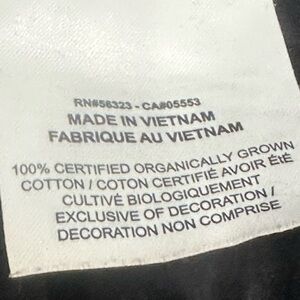 RN#56323 - CA#05553
MADE IN VIETNAM
FABRIQUE AU VIETNAM
100% CERTIFIED ORGANICALLY GROWN
COTTON / COTON CERTIFIÉ AVOIR ÉTÉ
CULTIVÉ BIOLOGIQUEMENT
EXCLUSIVE OF DECORATION /
DECORATION NON COMPRISE